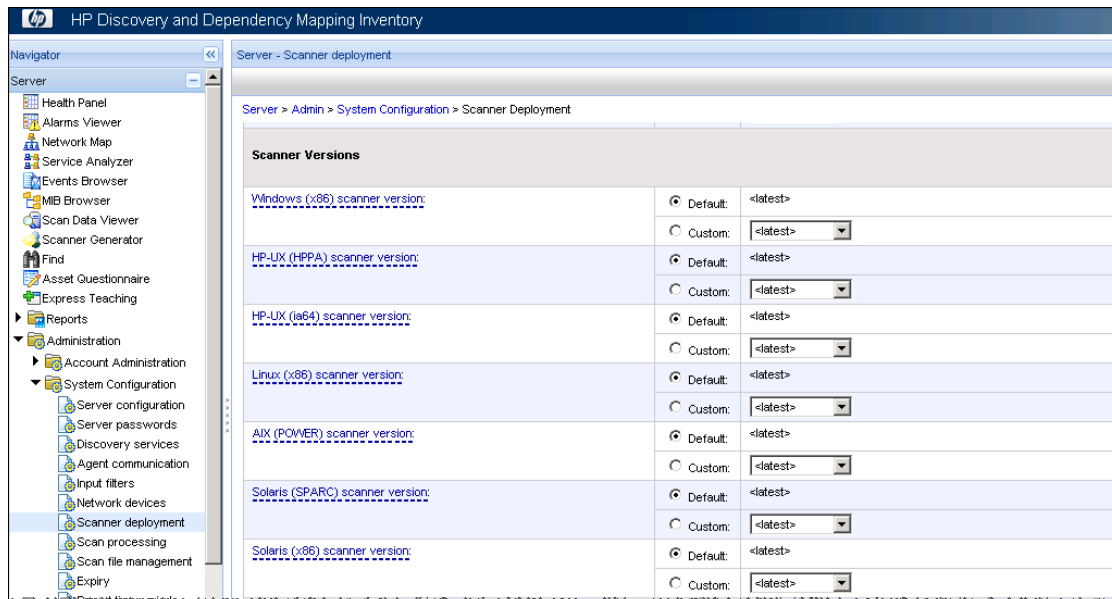 hp HP Discovery and Dependency Mapping Inventory
Navigator
Server
Health Panel
Alarms Viewer
Network Map
Service Analyzer
Events Browser
MIB Browser
Scan Data Viewer
Scanner Generator
Find
Asset Questionnaire
Express Teaching
Reports
Administration
Account Administration
System Configuration
Server configuration
Server passwords
Discovery services
Agent communication
Input filters
Network devices
Scanner deployment
Scan processing
Scan file management
Expiry
Server - Scanner deployment
Server > Admin > System Configuration > Scanner Deployment
Scanner Versions
Windows (x86) scanner version:
Default: <latest>
Custom: <latest>
HP-UX (HPPA) scanner version:
Default: <latest>
Custom: <latest>
HP-UX (ia64) scanner version:
Default: <latest>
Custom: <latest>
Linux (x86) scanner version:
Default: <latest>
Custom: <latest>
AIX (POWER) scanner version:
Default: <latest>
Custom: <latest>
Solaris (SPARC) scanner version:
Default: <latest>
Custom: <latest>
Solaris (x86) scanner version:
Default: <latest>
Custom: <latest>